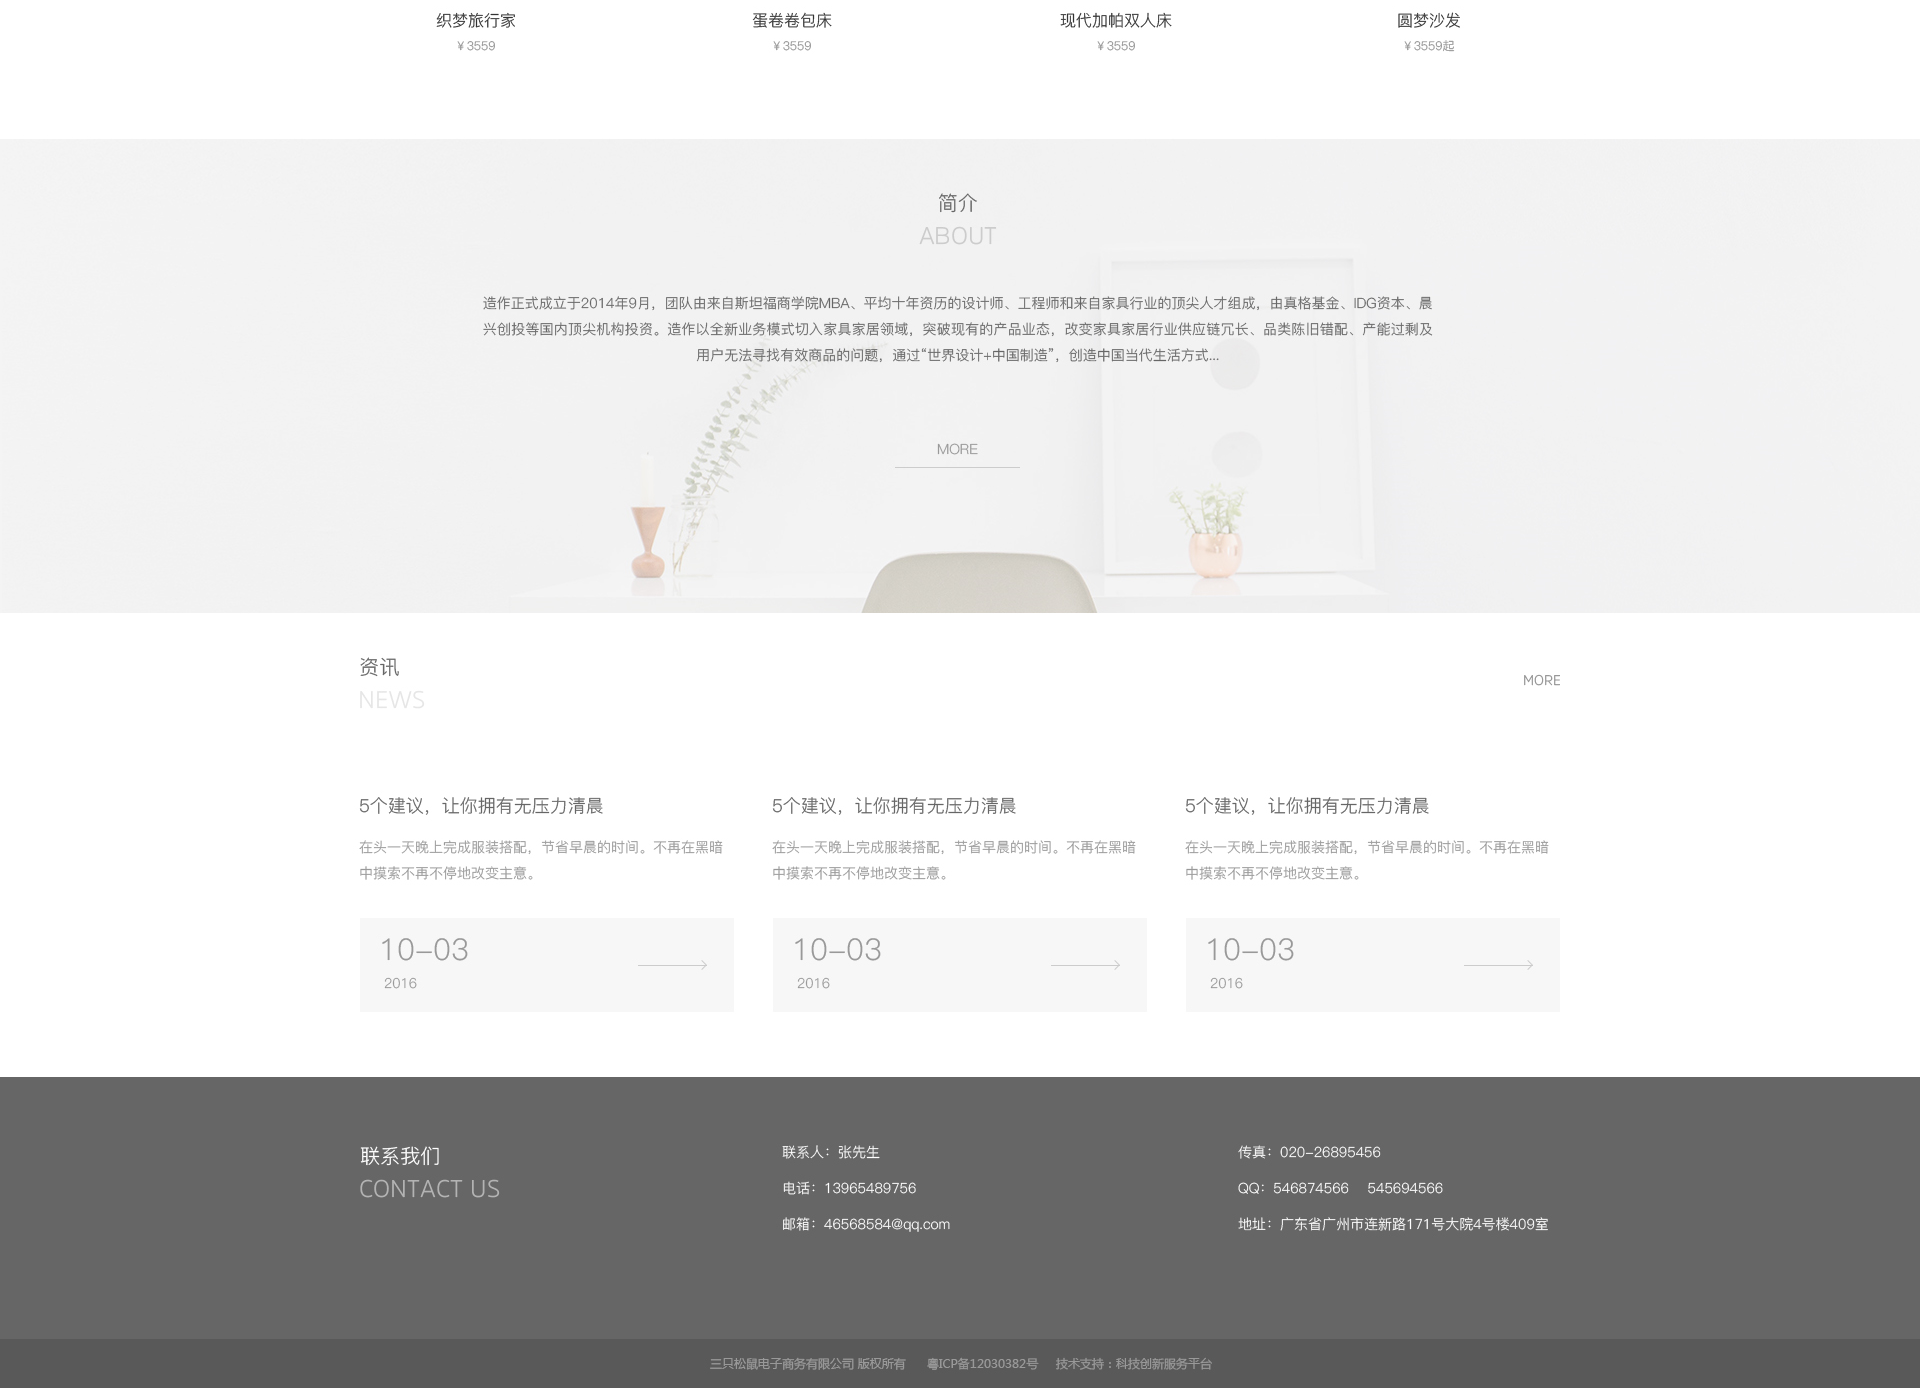 织梦旅行家 蛋卷卷包床 现代加帕双人床 圆梦沙发
¥3559 ¥3559 ¥3559 ¥3559起
简介
ABOUT
造作正式成立于2014年9月，团队由来自斯坦福商学院MBA、平均十年资历的设计师、工程师和来自家具行业的顶尖人才组成，由真格基金、IDG资本、晨
兴创投等国内顶尖机构投资。造作以全新业务模式切入家具家居领域，突破现有的产品业态，改变家具家居行业供应链冗长、品类陈旧错配、产能过剩及
用户无法寻找有效商品的问题，通过“世界设计+中国制造”，创造中国当代生活方式...
MORE
资讯
NEWS
MORE
5个建议，让你拥有无压力清晨
在头一天晚上完成服装搭配，节省早晨的时间。不再在黑暗
中摸索不再不停地改变主意。
10-03
2016
5个建议，让你拥有无压力清晨
在头一天晚上完成服装搭配，节省早晨的时间。不再在黑暗
中摸索不再不停地改变主意。
10-03
2016
5个建议，让你拥有无压力清晨
在头一天晚上完成服装搭配，节省早晨的时间。不再在黑暗
中摸索不再不停地改变主意。
10-03
2016
联系我们
CONTACT US
联系人：张先生
电话：13965489756
邮箱：46568584@qq.com
传真：020-26895456
QQ：546874566 545694566
地址：广东省广州市连新路171号大院4号楼409室
三只松鼠电子商务有限公司 版权所有 粤ICP备12030382号 技术支持：科技创新服务平台